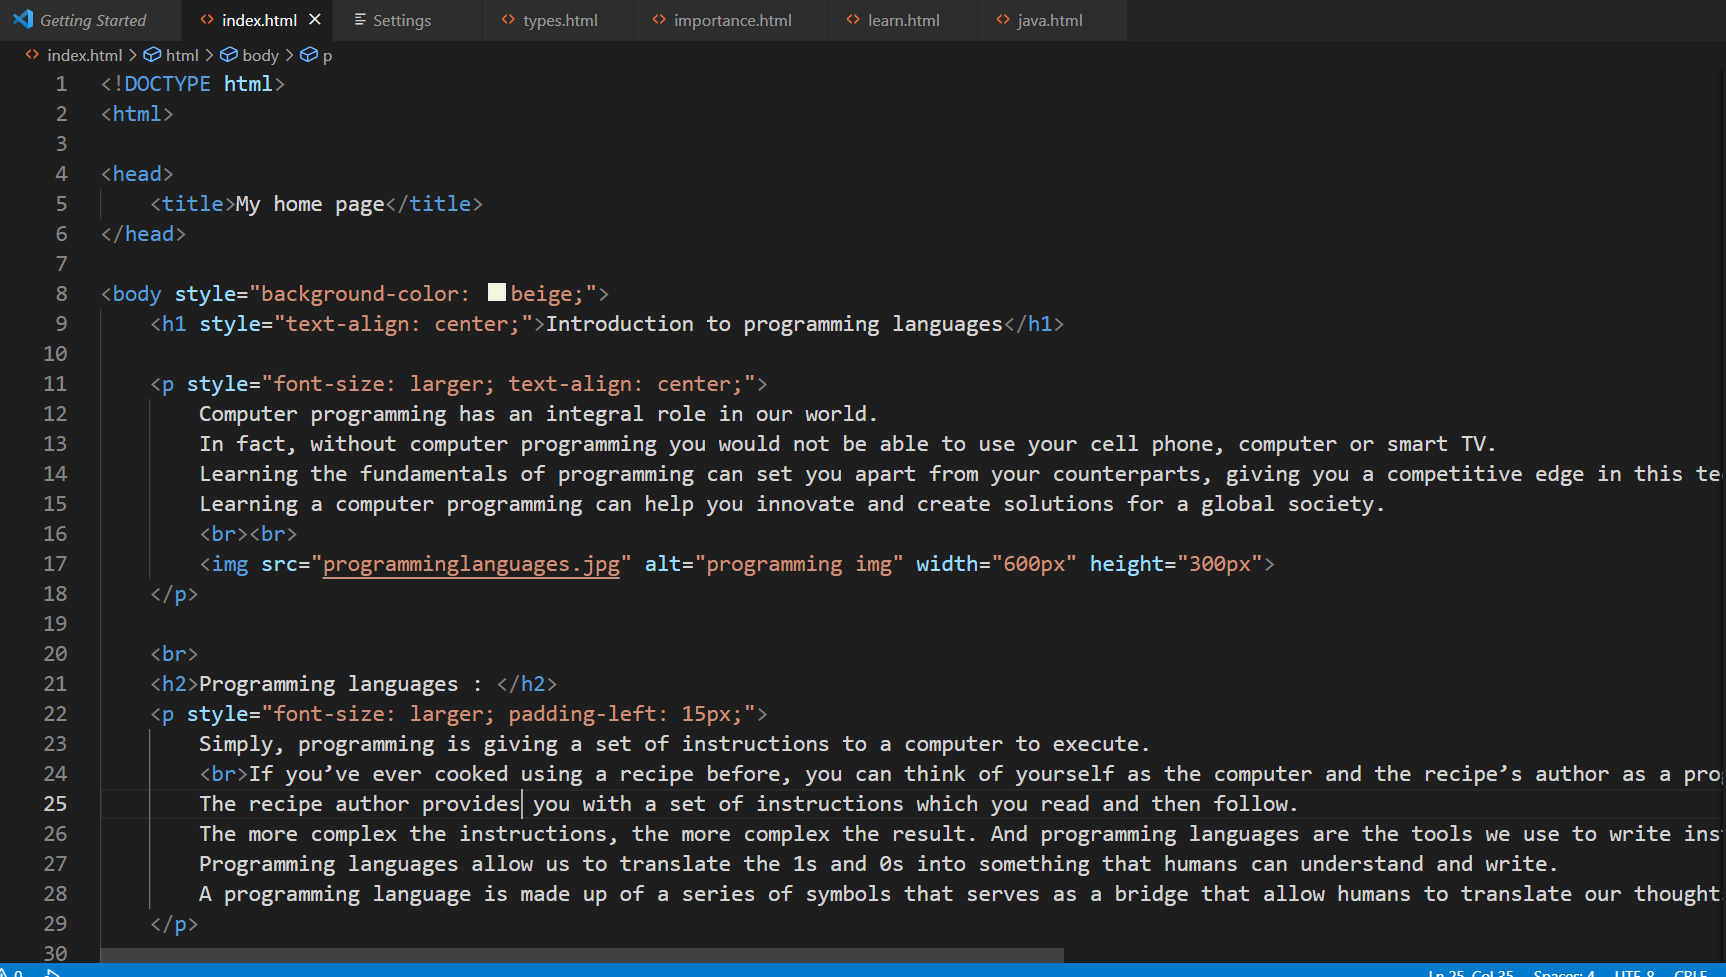 Getting Started index.html Settings types.html importance.html learn.html java.html
index.html > html > body > p
1 <!DOCTYPE html>
2 <html>
3
4 <head>
5 <title>My home page</title>
6 </head>
7
8 <body style="background-color: beige;">
9 <h1 style="text-align: center;">Introduction to programming languages</h1>
10
11 <p style="font-size: larger; text-align: center;">
12 Computer programming has an integral role in our world.
13 In fact, without computer programming you would not be able to use your cell phone, computer or smart TV.
14 Learning the fundamentals of programming can set you apart from your counterparts, giving you a competitive edge in this
15 Learning a computer programming can help you innovate and create solutions for a global society.
16 <br><br>
17 <img src="programminglanguages.jpg" alt="programming img" width="600px" height="300px">
18 </p>
19
20 <br>
21 <h2>Programming languages : </h2>
22 <p style="font-size: larger; padding-left: 15px;">
23 Simply, programming is giving a set of instructions to a computer to execute.
24 <br>If you’ve ever cooked using a recipe before, you can think of yourself as the computer and the recipe’s author as a
25 The recipe author provides you with a set of instructions which you read and then follow.
26 The more complex the instructions, the more complex the result. And programming languages are the tools we use to write
27 Programming languages allow us to translate the 1s and 0s into something that humans can understand and write.
28 A programming language is made up of a series of symbols that serves as a bridge that allow humans to translate our thought
29 </p>
30
0 Ln 25, Col 35 Spaces: 4 UTF-8 CRLF